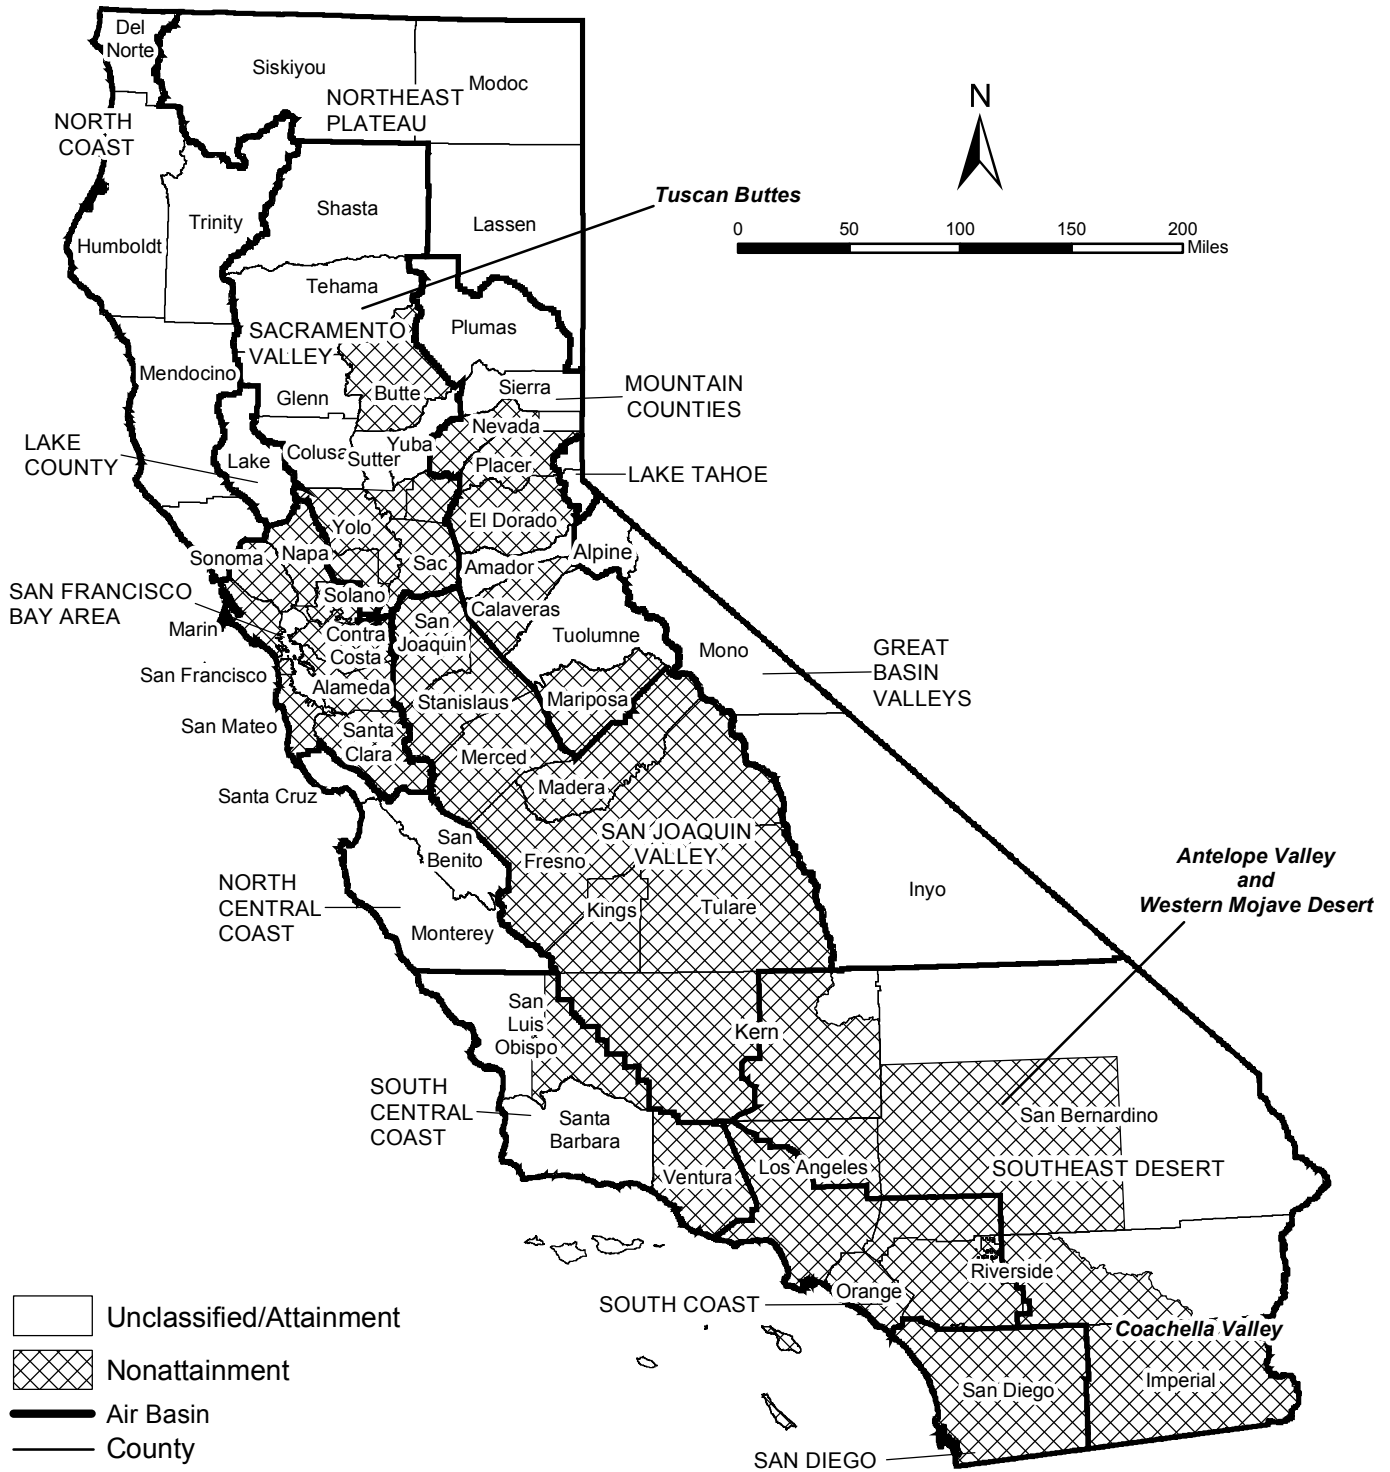 Del
Norte
Siskiyou
Modoc
NORTHEAST
PLATEAU
NORTH
COAST
N
Tuscan Buttes
Shasta
Trinity
Lassen
Humboldt
0 50 100 150 200
Miles
Tehama
Plumas
SACRAMENTO
VALLEY
Mendocino
Glenn
Butte
Sierra
MOUNTAIN
COUNTIES
Nevada
LAKE
COUNTY
Lake
Colusa
Sutter
Yuba
Placer
LAKE TAHOE
Yolo
El Dorado
Sonoma
Napa
Sac
Amador
Alpine
SAN FRANCISCO
BAY AREA
Solano
Calaveras
Marin
Contra
Costa
San
Joaquin
Tuolumne
Mono
GREAT
BASIN
VALLEYS
San Francisco
Alameda
Stanislaus
Mariposa
San Mateo
Santa
Clara
Merced
Santa Cruz
Madera
San
Benito
Fresno
SAN JOAQUIN
VALLEY
NORTH
CENTRAL
COAST
Kings
Tulare
Inyo
Antelope Valley
and
Western Mojave Desert
Monterey
San
Luis
Obispo
Kern
SOUTH
CENTRAL
COAST
Santa
Barbara
San Bernardino
Ventura
Los Angeles
SOUTHEAST DESERT
Riverside
Orange
SOUTH COAST
Coachella Valley
San Diego
Imperial
SAN DIEGO
Unclassified/Attainment
Nonattainment
Air Basin
County